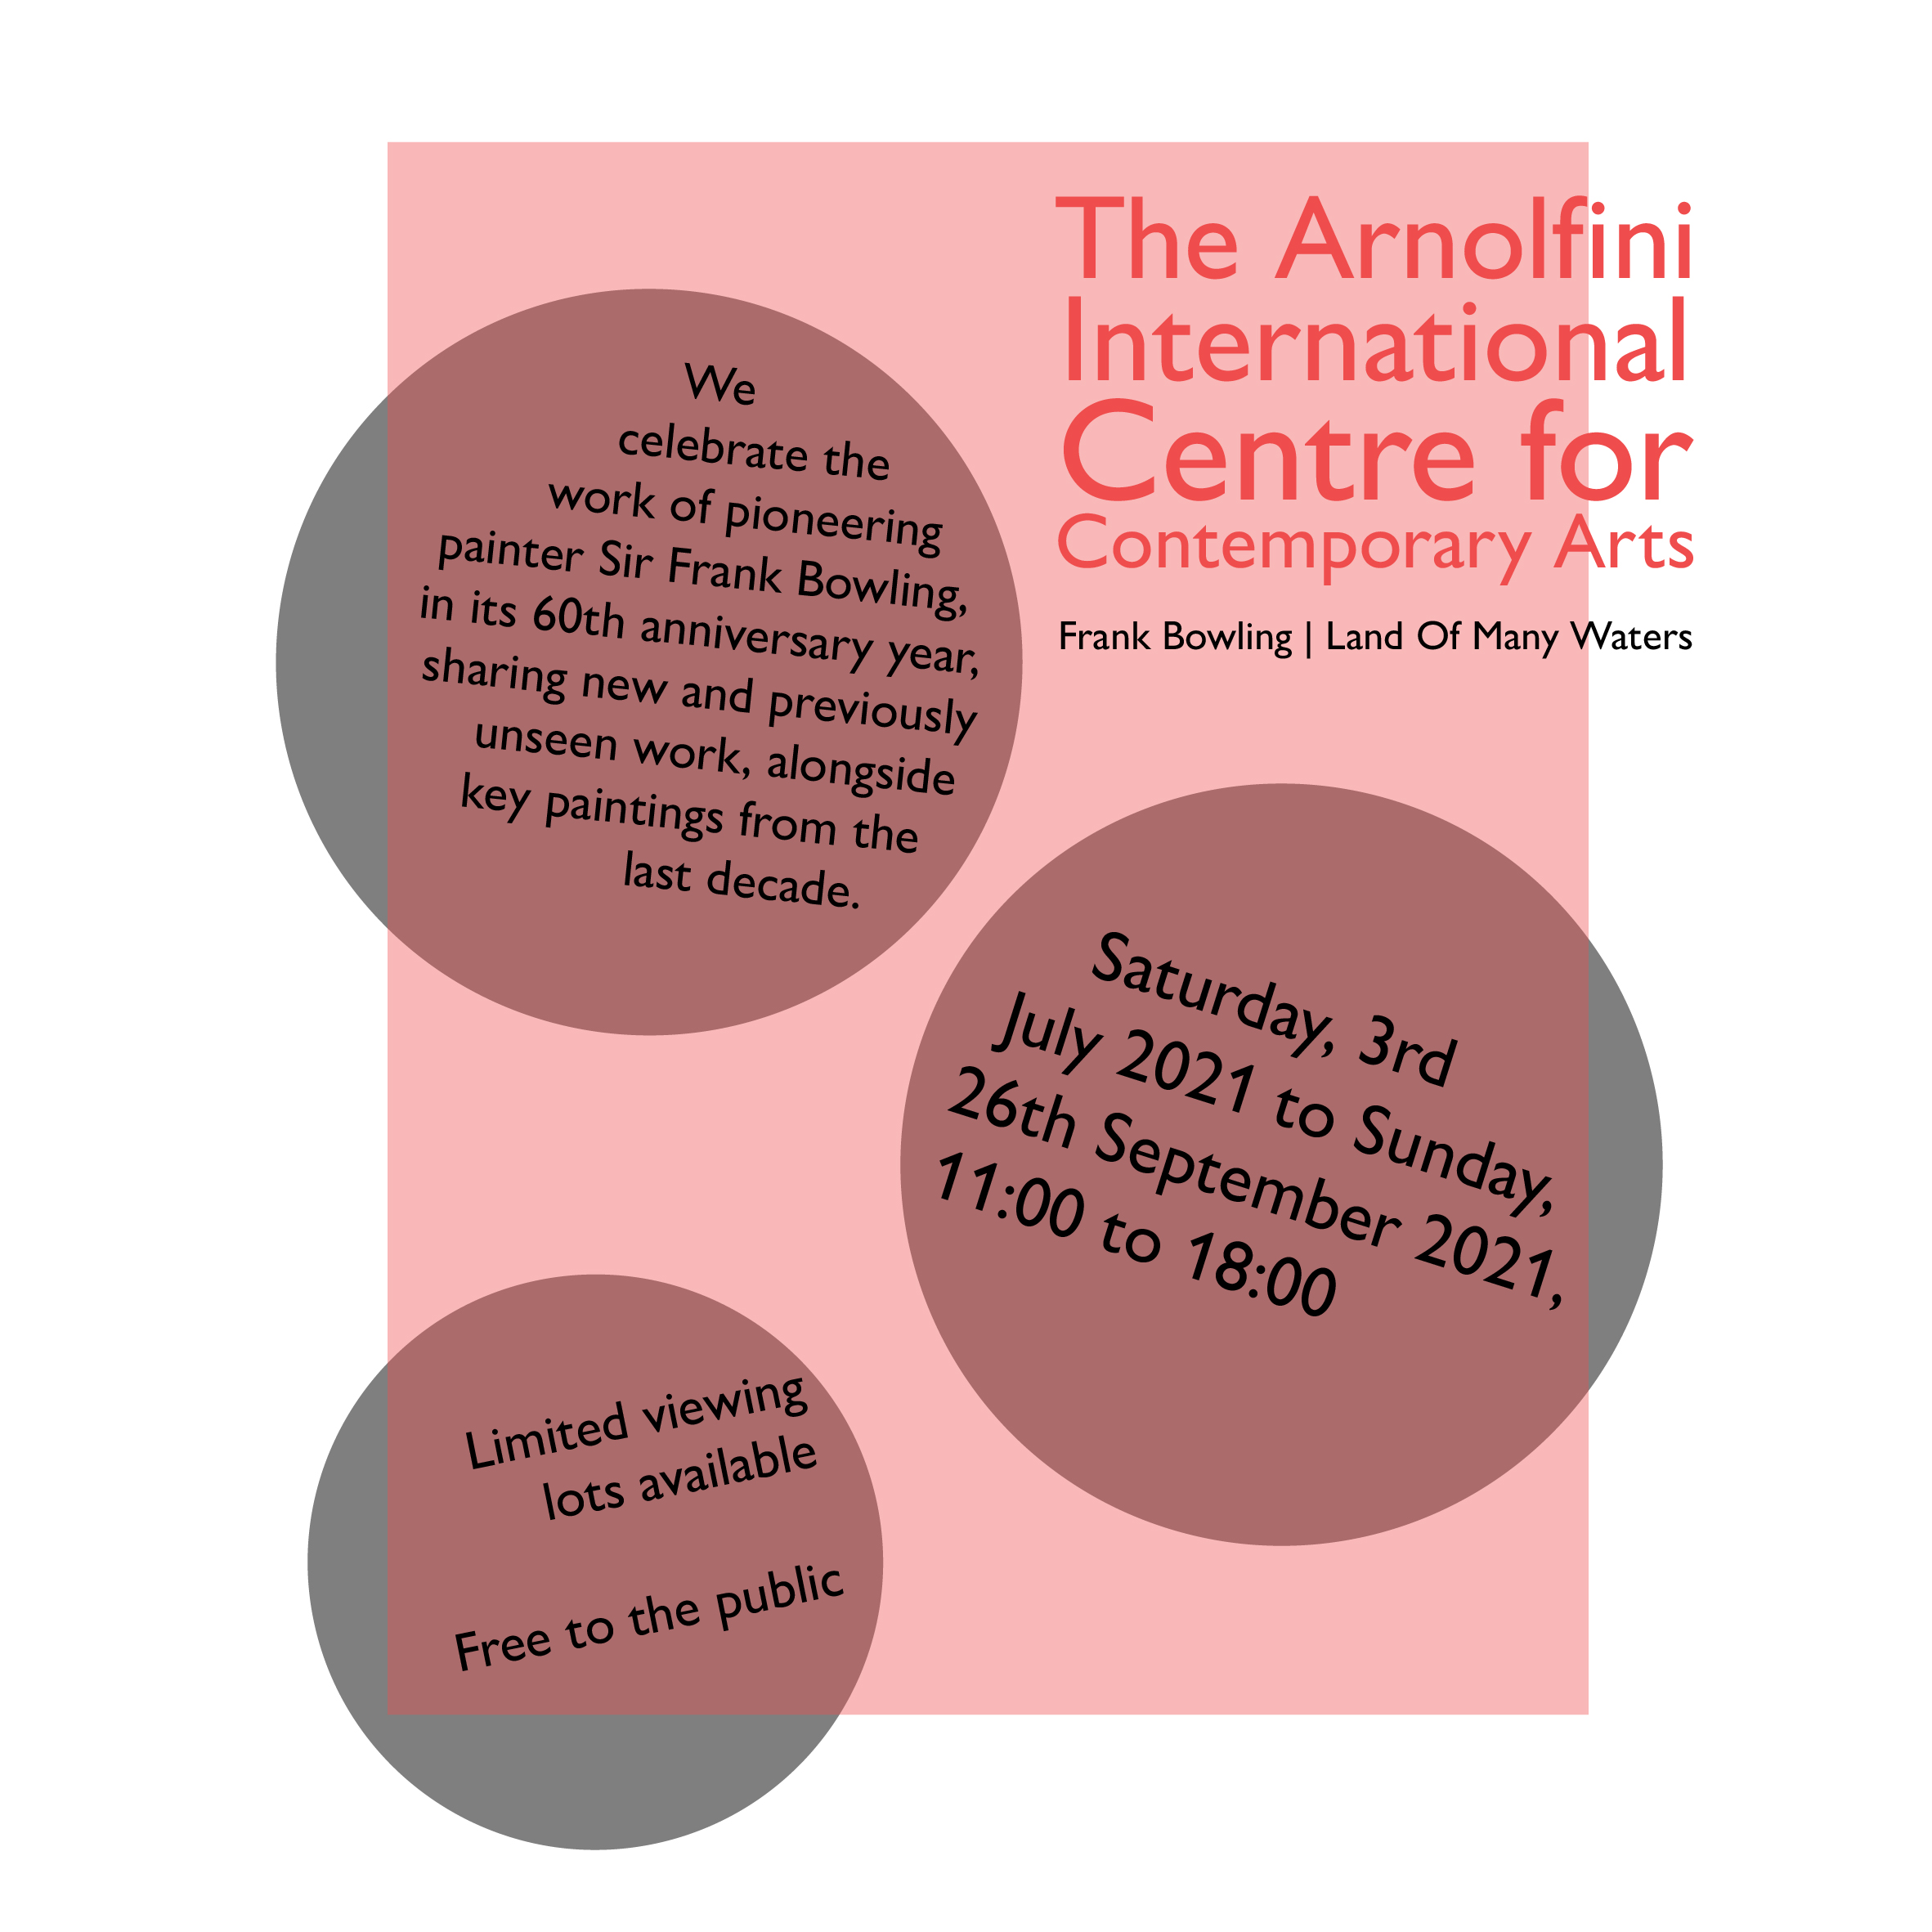 The Arnolfini
International
Centre for
Contemporary Arts
Frank Bowling | Land Of Many Waters
We
celebrate the
work of pioneering
painter Sir Frank Bowling,
in its 60th anniversary year,
sharing new and previously
unseen work, alongside
key paintings from the
last decade.
Saturday, 3rd
July 2021 to Sunday,
26th September 2021,
11:00 to 18:00
Limited viewing
lots available
Free to the public